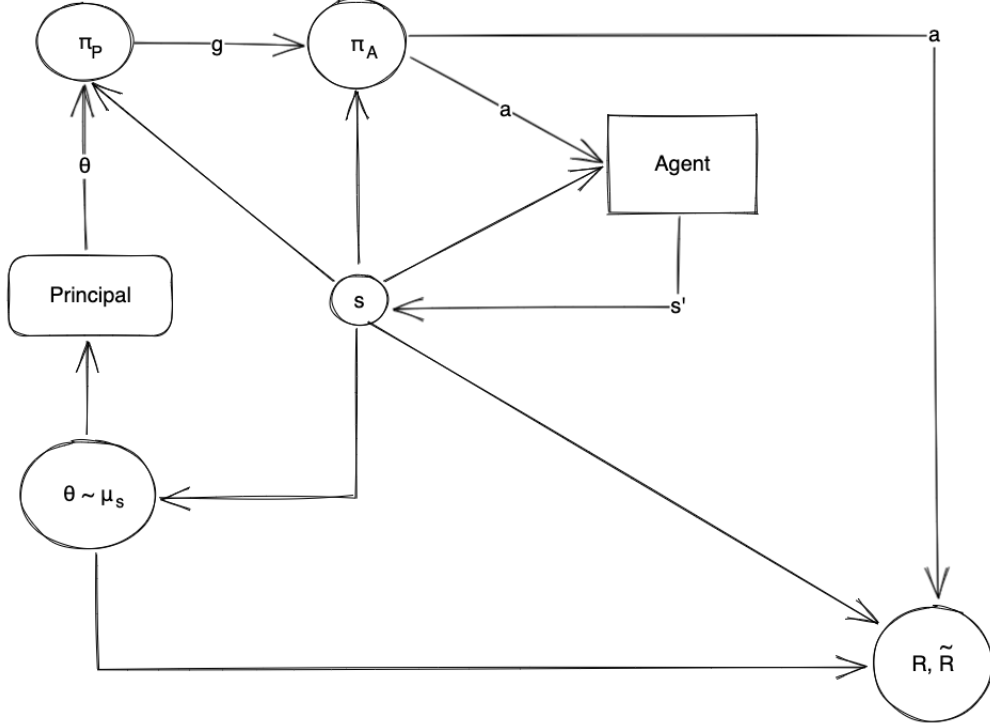 π_P
g
π_A
a
a
Agent
θ
Principal
s
s'
θ ~ μ_s
R, R̃